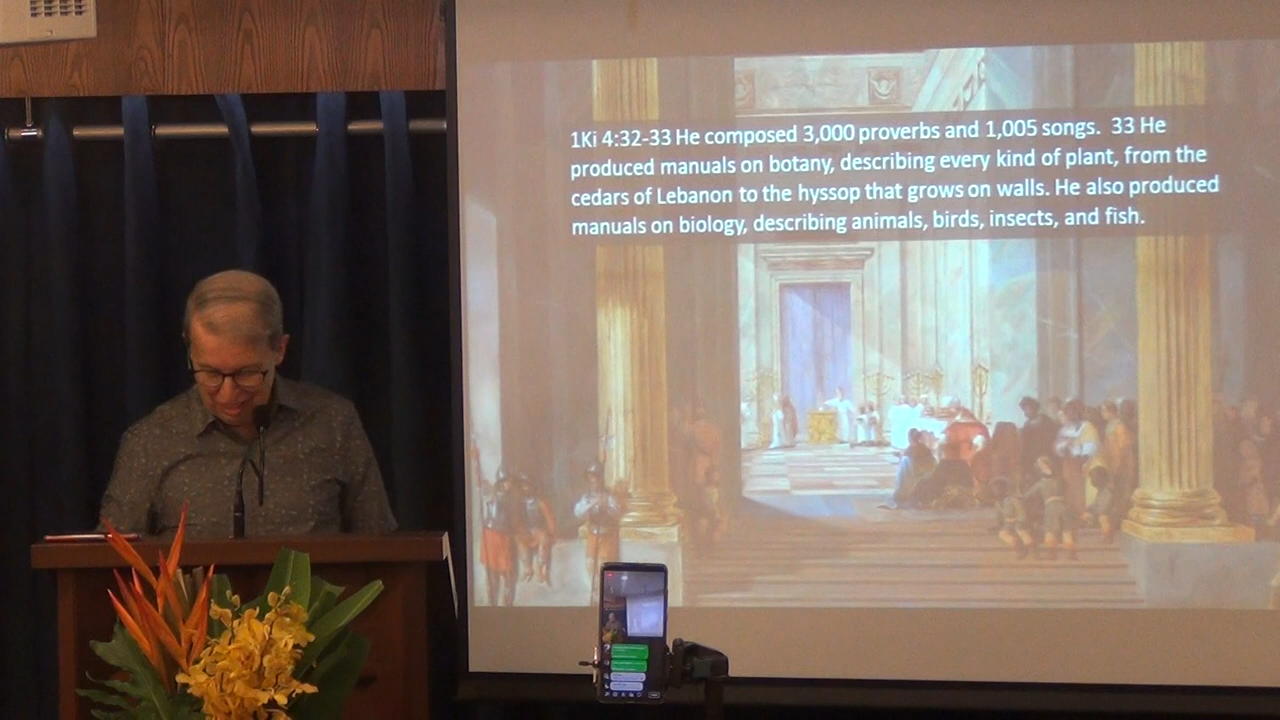 1Ki 4:32-33 He composed 3,000 proverbs and 1,005 songs.  33 He
produced manuals on botany, describing every kind of plant, from the
cedars of Lebanon to the hyssop that grows on walls. He also produced
manuals on biology, describing animals, birds, insects, and fish.